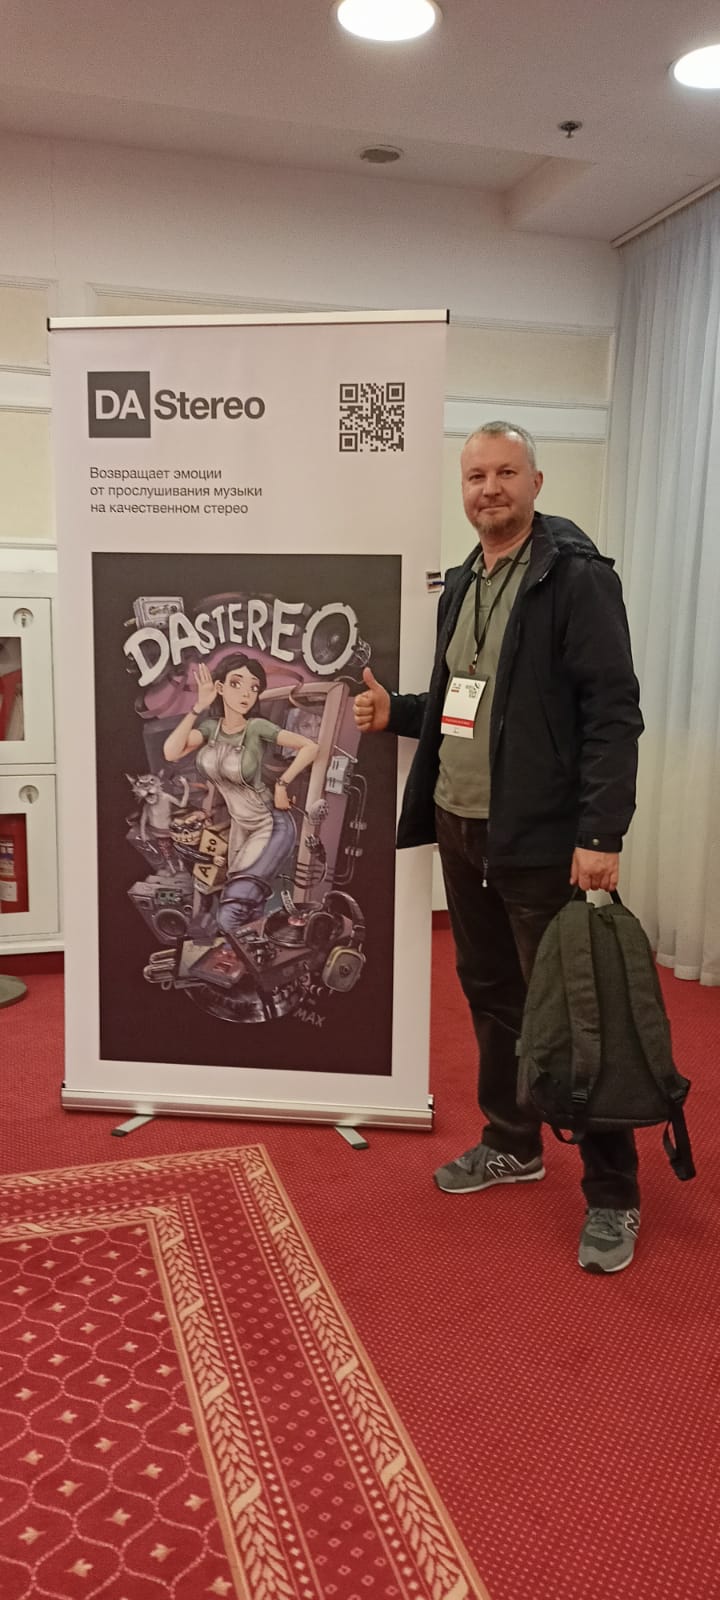 DA Stereo
Возвращает эмоции
от прослушивания музыки
на качественном стерео
DASTEREO
MAX
N
N